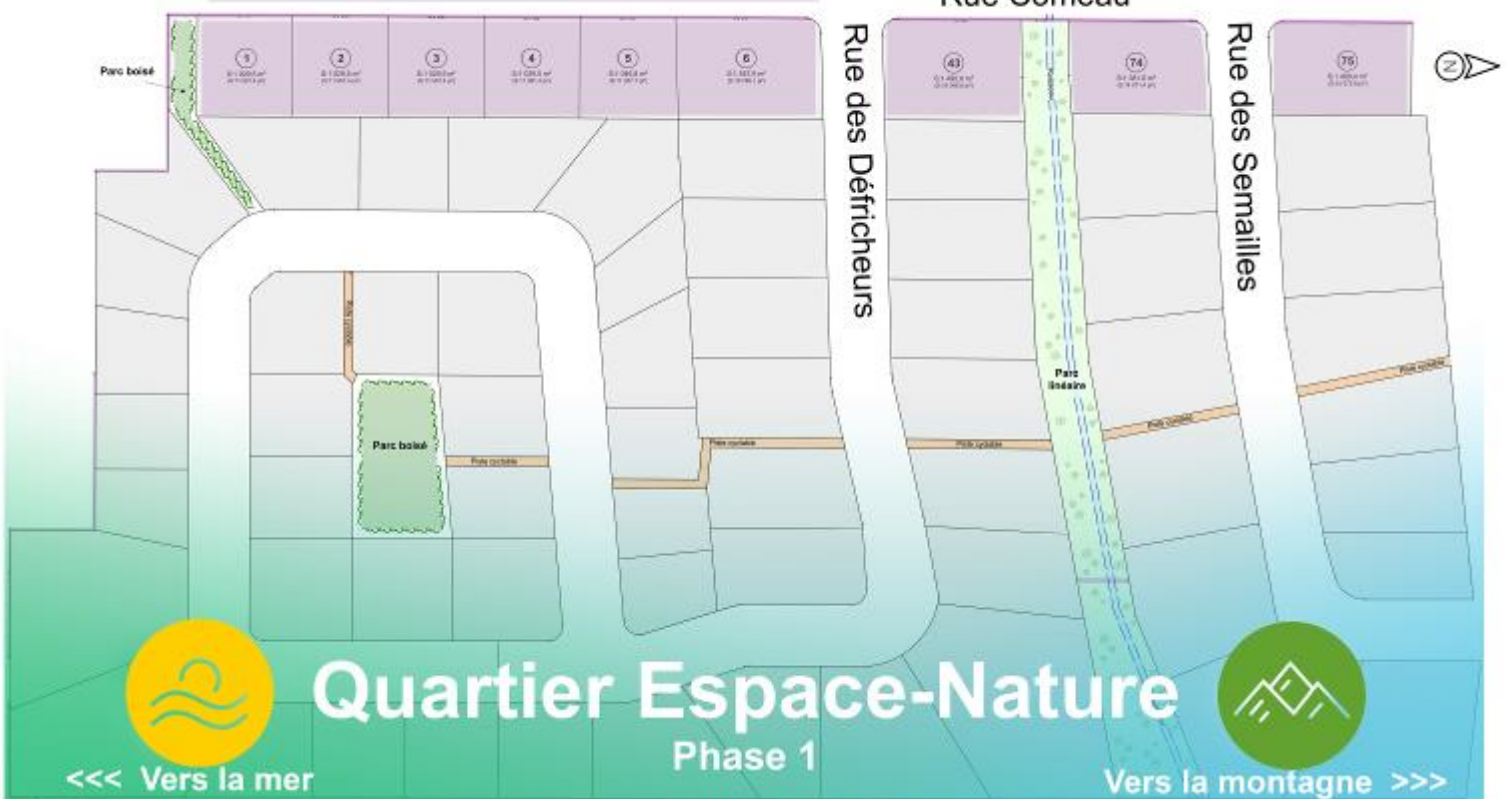 Rue Comeau
Parc boisé
1
2
3
4
5
6
43
74
75
N
Rue des Défricheurs
Rue des Semailles
Piste cyclable
Parc
linéaire
Parc boisé
Piste cyclable
Piste cyclable
Piste cyclable
Piste cyclable
Piste cyclable
Quartier Espace-Nature
Phase 1
<<< Vers la mer
Vers la montagne >>>